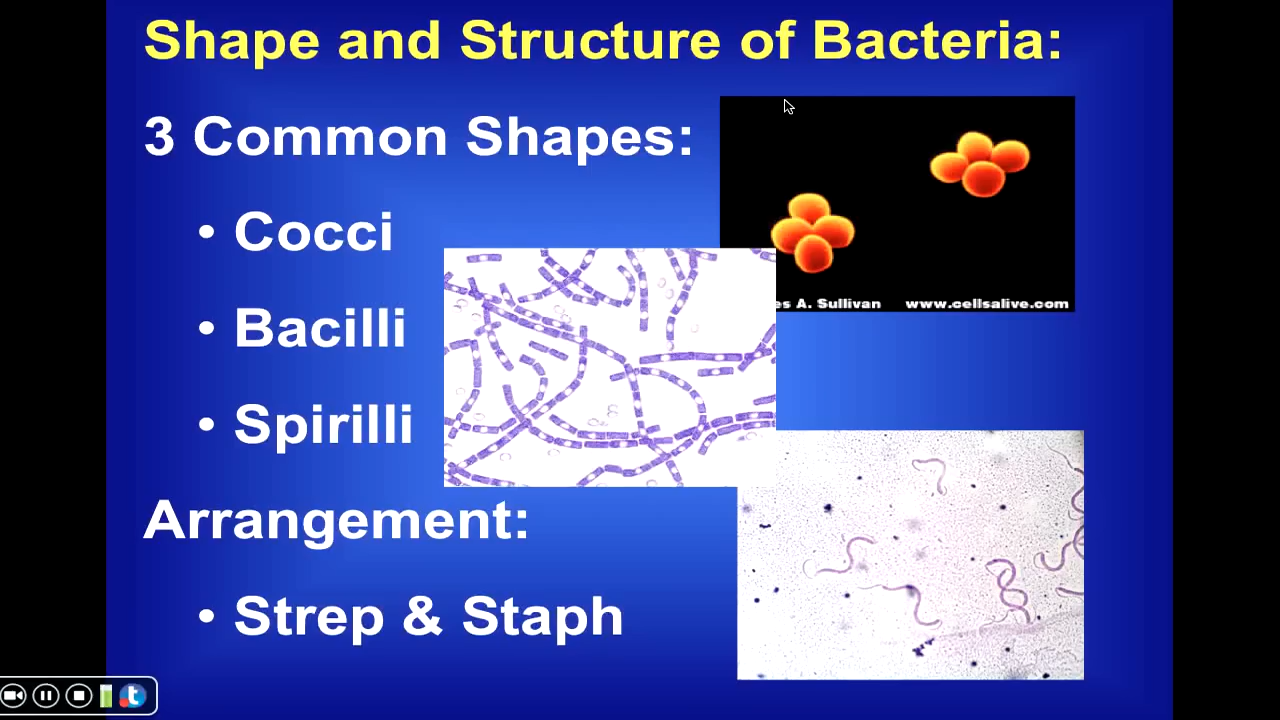 Shape and Structure of Bacteria:
3 Common Shapes:
• Cocci
• Bacilli
• Spirilli
Arrangement:
• Strep & Staph
es A. Sullivan www.cellsalive.com
t